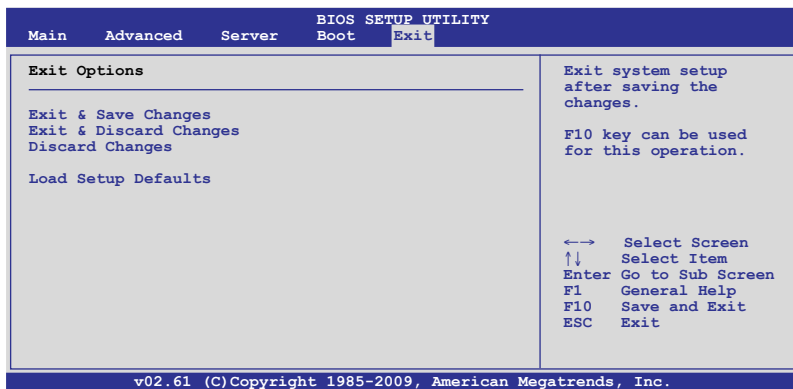 BIOS SETUP UTILITY
Main Advanced Server Boot Exit
Exit Options
Exit & Save Changes
Exit & Discard Changes
Discard Changes
Load Setup Defaults
Exit system setup
after saving the
changes.
F10 key can be used
for this operation.
←→ Select Screen
↑↓ Select Item
Enter Go to Sub Screen
F1 General Help
F10 Save and Exit
ESC Exit
v02.61 (C)Copyright 1985-2009, American Megatrends, Inc.